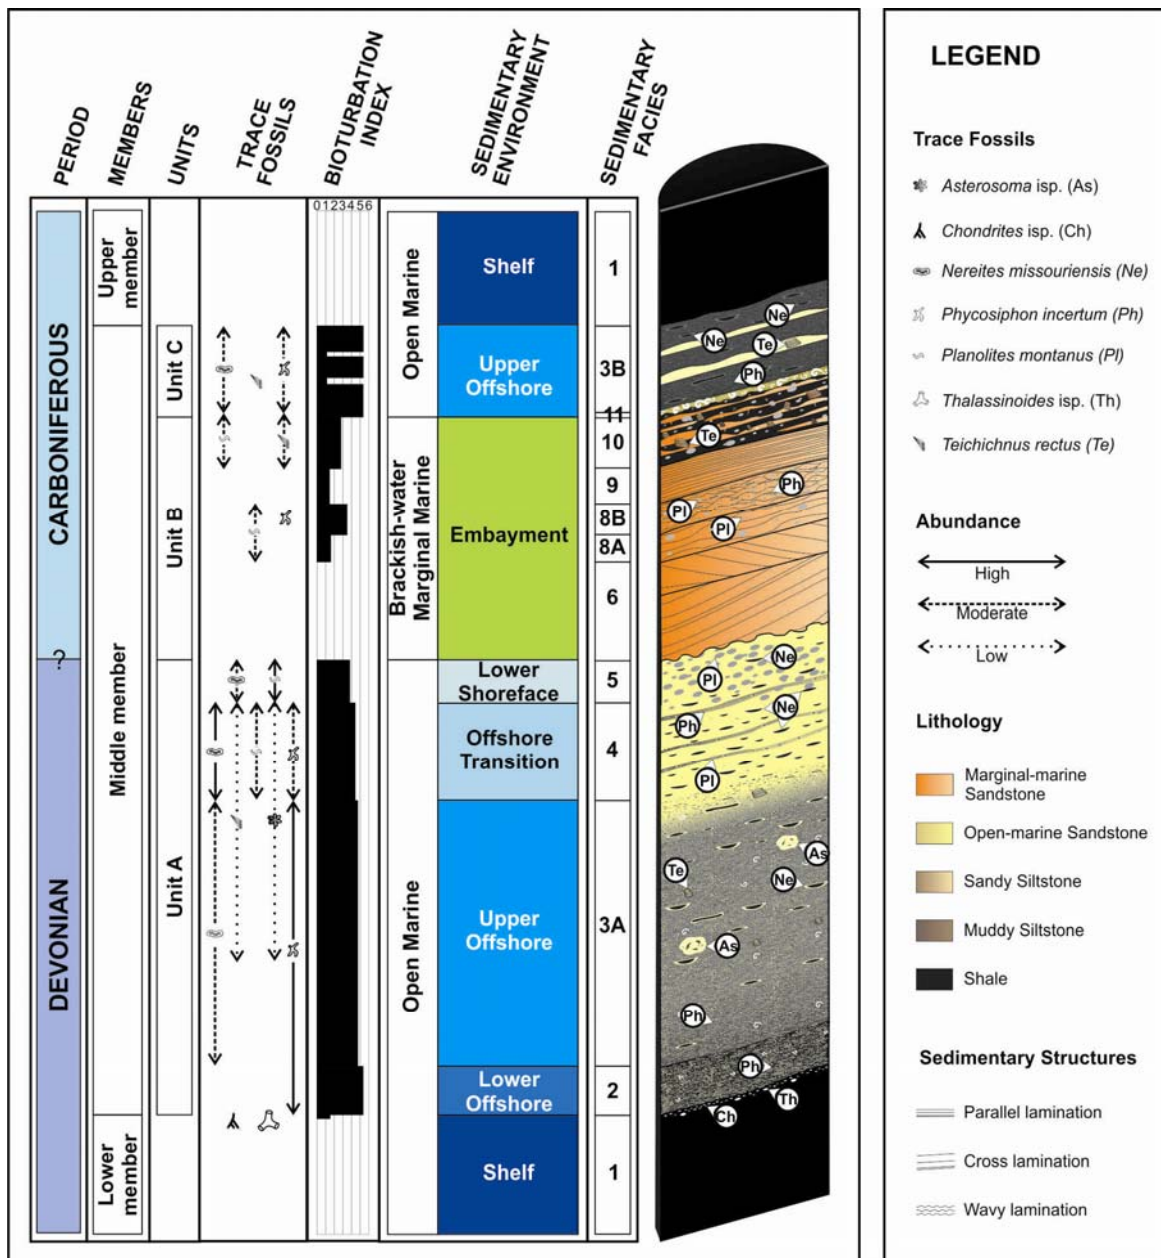 PERIOD
MEMBERS
UNITS
TRACE
FOSSILS
BIOTURBATION
INDEX
SEDIMENTARY
ENVIRONMENT
SEDIMENTARY
FACIES
0123456
CARBONIFEROUS
?
DEVONIAN
Upper
member
Middle member
Lower
member
Unit C
Unit B
Unit A
Open Marine
Brackish-water
Marginal Marine
Open Marine
Shelf
Upper
Offshore
Embayment
Lower
Shoreface
Offshore
Transition
Upper
Offshore
Lower
Offshore
Shelf
1
3B
11
10
9
8B
8A
6
5
4
3A
2
1
Ne
Ne
Te
Ph
Te
Ph
Pl
Pl
Ne
Pl
Ne
Ph
Pl
As
Te
Ne
As
Ph
Ph
Th
Ch
LEGEND
Trace Fossils
Asterosoma isp. (As)
Chondrites isp. (Ch)
Nereites missouriensis (Ne)
Phycosiphon incertum (Ph)
Planolites montanus (Pl)
Thalassinoides isp. (Th)
Teichichnus rectus (Te)
Abundance
High
Moderate
Low
Lithology
Marginal-marine
Sandstone
Open-marine Sandstone
Sandy Siltstone
Muddy Siltstone
Shale
Sedimentary Structures
Parallel lamination
Cross lamination
Wavy lamination